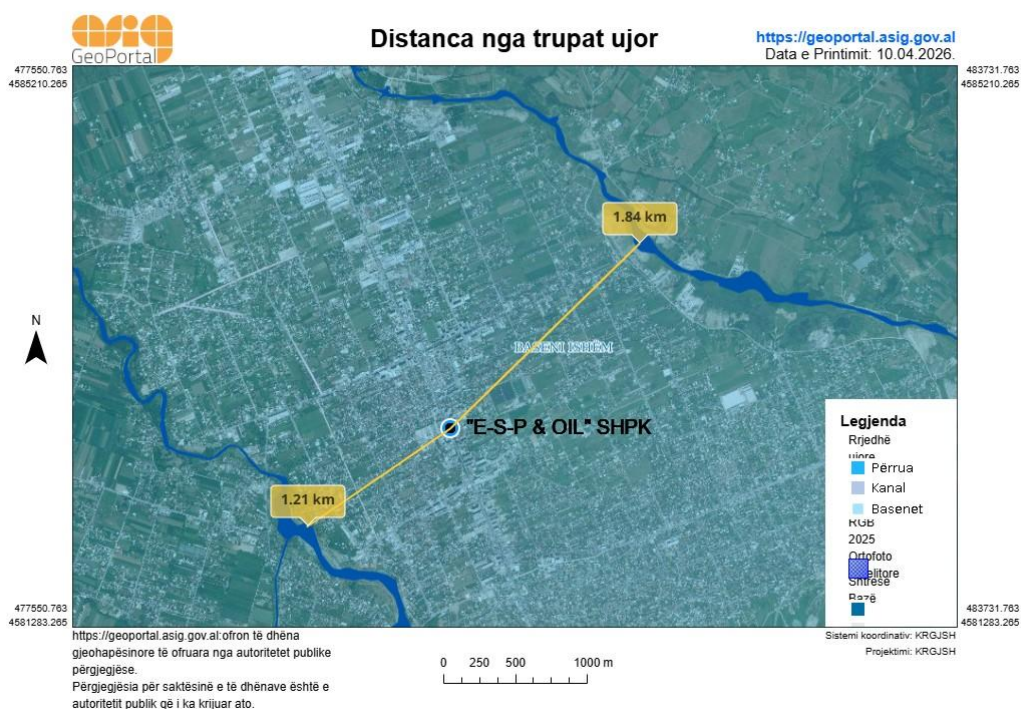 asig
GeoPortal
Distanca nga trupat ujor
https://geoportal.asig.gov.al
Data e Printimit: 10.04.2026.
477550.763
4585210.265
483731.763
4585210.265
1.84 km
N
BASENI ISHËM
"E-S-P & OIL" SHPK
1.21 km
Legjenda
Rrjedhë
ujore
Përrua
Kanal
Basenet
RGB
2025
Ortofoto
Shtresë
Bazë
477550.763
4581283.265
483731.763
4581283.265
https://geoportal.asig.gov.al:ofron të dhëna
gjeohapësinore të ofruara nga autoritetet publike
përgjegjëse.
Përgjegjësia për saktësinë e të dhënave është e
autoritetit publik që i ka krijuar ato.
0 250 500 1000 m
Sistemi koordinativ: KRGJSH
Projektimi: KRGJSH